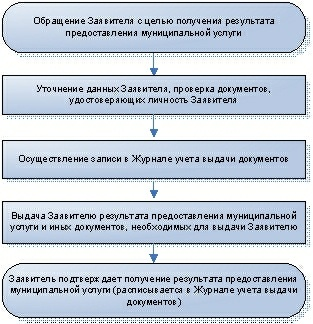 Обращение Заявителя с целью получения результата
предоставления муниципальной услуги
Уточнение данных Заявителя, проверка документов,
удостоверяющих личность Заявителя
Осуществление записи в Журнале учета выдачи документов
Выдача Заявителю результата предоставления муниципальной
услуги и иных документов, необходимых для выдачи Заявителю
Заявитель подтверждает получение результата предоставления
муниципальной услуги (расписывается в Журнале учета выдачи
документов)